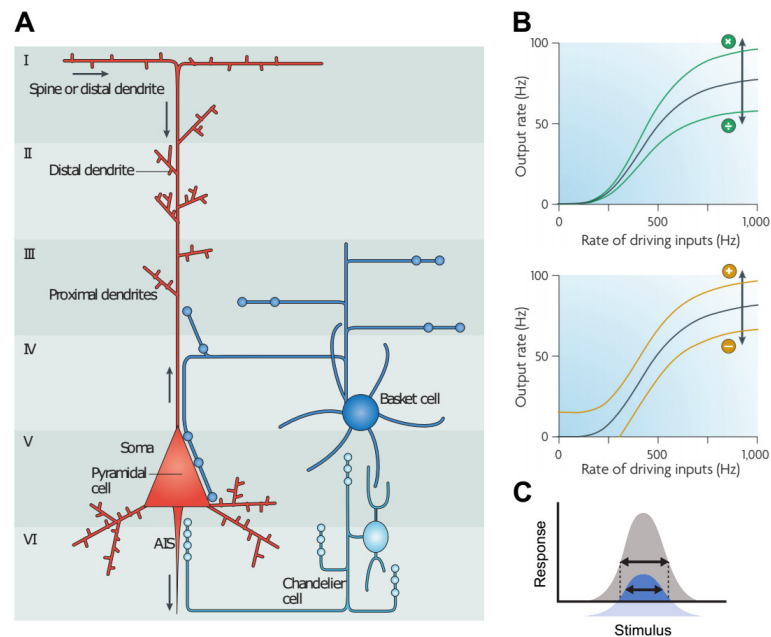 A
I
Spine or distal dendrite
II
Distal dendrite
III
Proximal dendrites
IV
Basket cell
V
Soma
Pyramidal
cell
VI
AIS
Chandelier
cell
B
100
50
0
Output rate (Hz)
×
÷
0
500
1,000
Rate of driving inputs (Hz)
100
50
0
Output rate (Hz)
+
−
0
500
1,000
Rate of driving inputs (Hz)
C
Response
Stimulus